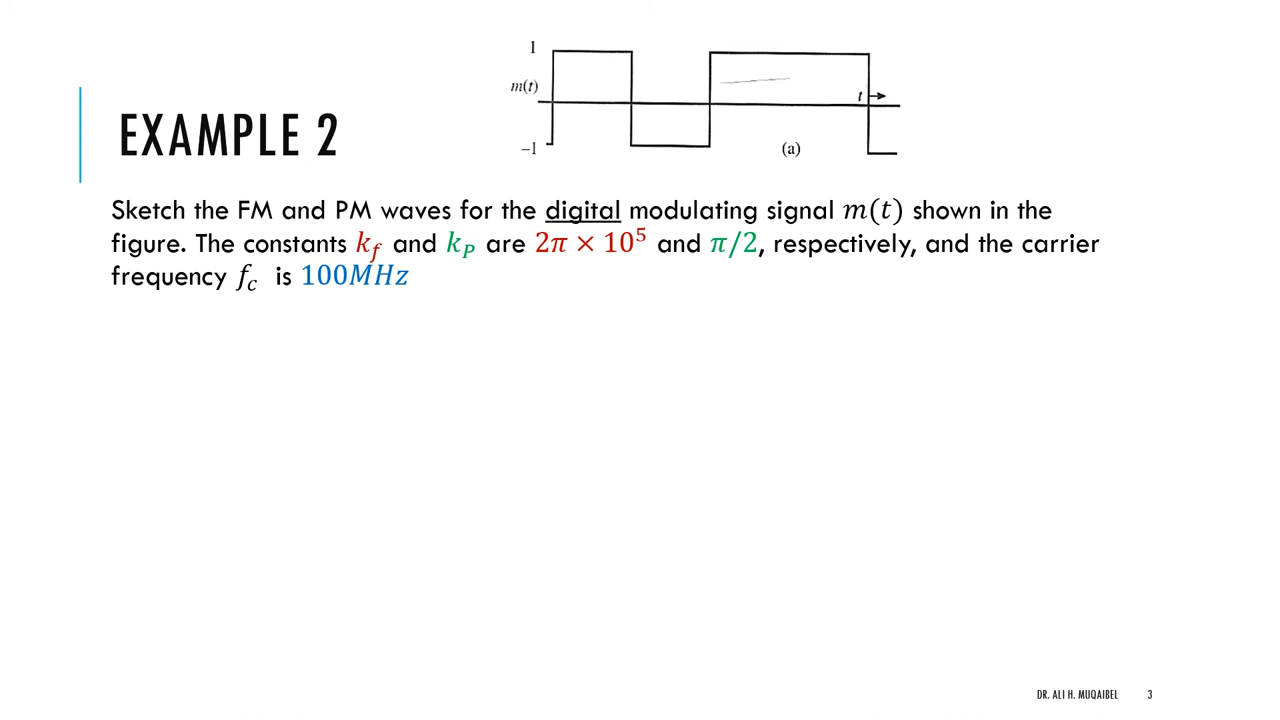 1
m(t)
t
−1
(a)
EXAMPLE 2
Sketch the FM and PM waves for the digital modulating signal m(t) shown in the
figure. The constants k_f and k_P are 2π × 10⁵ and π/2, respectively, and the carrier
frequency f_c is 100MHz
DR. ALI H. MUQAIBEL 3